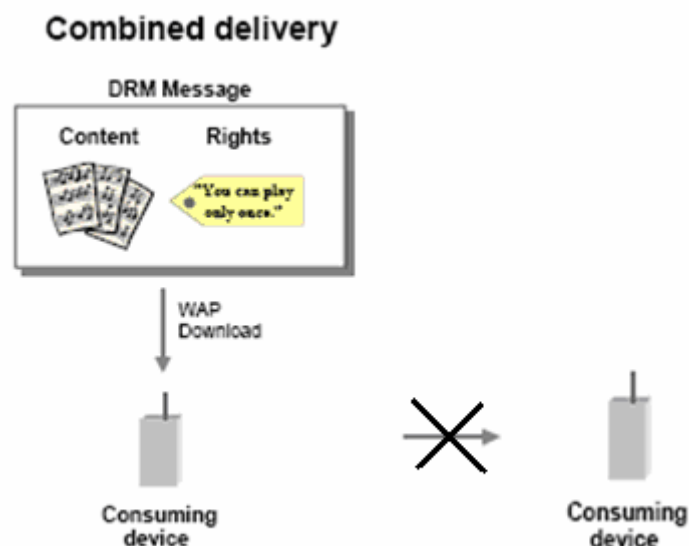 Combined delivery
DRM Message
Content
Rights
"You can play
only once."
WAP
Download
Consuming
device
Consuming
device